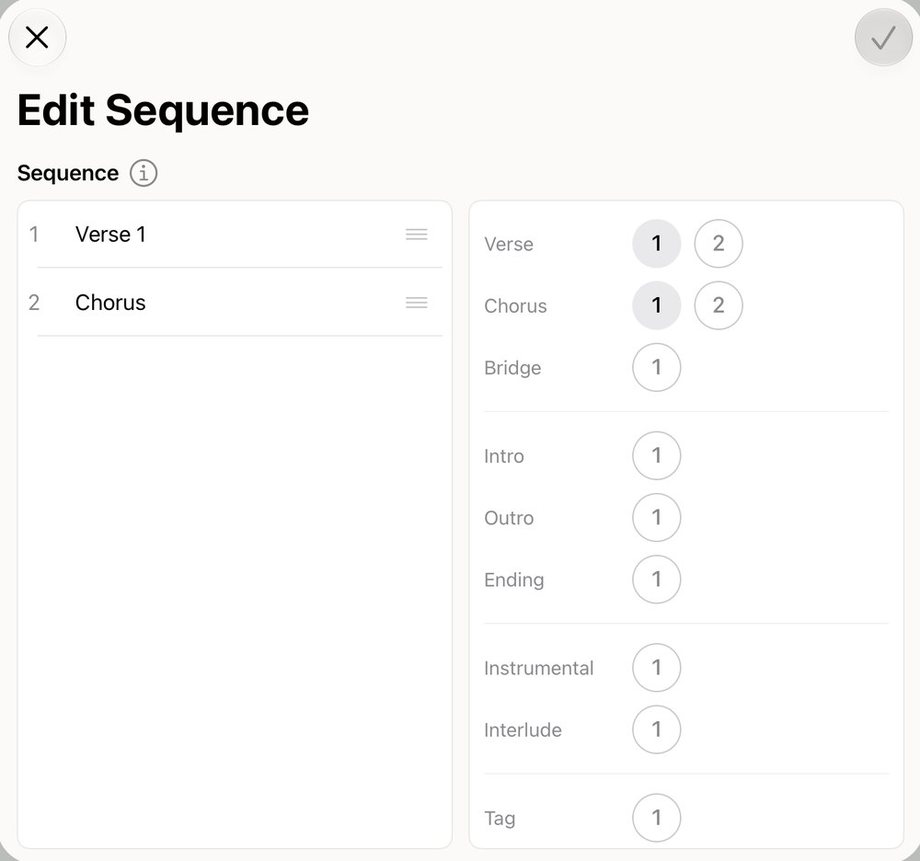 Edit Sequence
Sequence
1 Verse 1
2 Chorus
Verse 1 2
Chorus 1 2
Bridge 1
Intro 1
Outro 1
Ending 1
Instrumental 1
Interlude 1
Tag 1